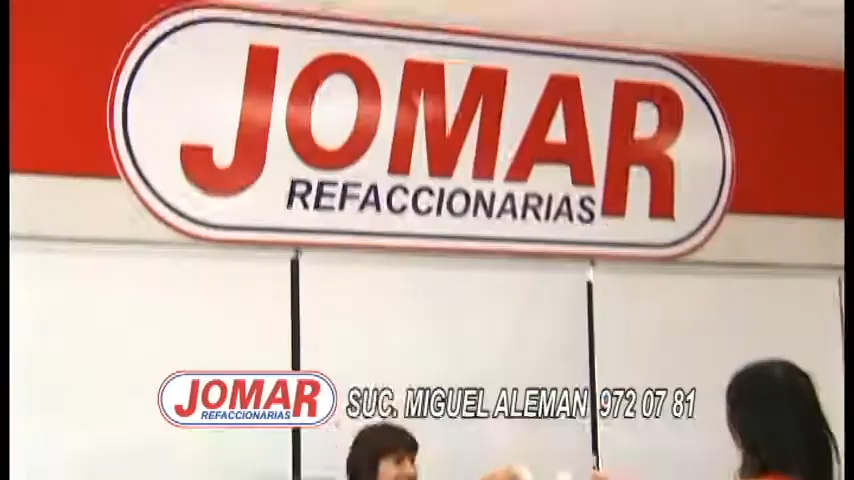 JOMAR
REFACCIONARIAS
JOMAR
REFACCIONARIAS
SUC. MIGUEL ALEMAN 972 07 81